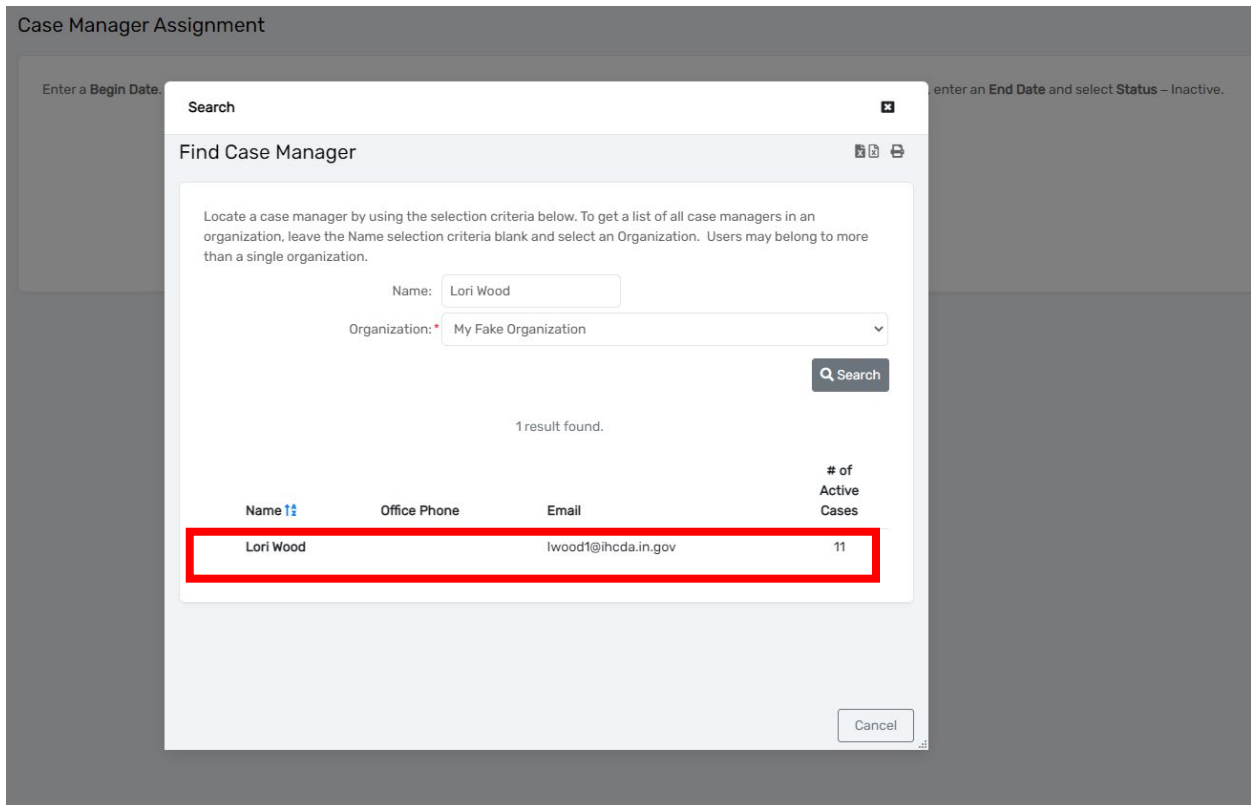 Case Manager Assignment
Enter a Begin Date. , enter an End Date and select Status – Inactive.
Search
Find Case Manager
Locate a case manager by using the selection criteria below. To get a list of all case managers in an
organization, leave the Name selection criteria blank and select an Organization. Users may belong to more
than a single organization.
Name: Lori Wood
Organization:* My Fake Organization
Search
1 result found.
# of
Active
Name Office Phone Email Cases
Lori Wood lwood1@ihcda.in.gov 11
Cancel